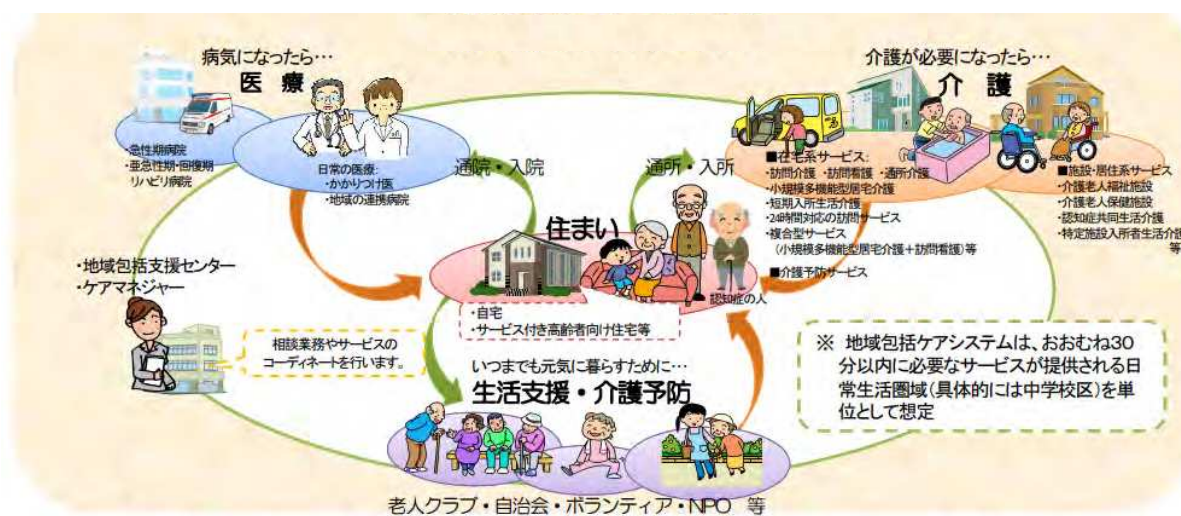 病気になったら…
医 療
・急性期病院
・亜急性期・回復期
リハビリ病院
日常の医療:
・かかりつけ医
・地域の連携病院
通院・入院
通所・入所
介護が必要になったら…
介 護
■在宅系サービス:
・訪問介護 ・訪問看護 ・通所介護
・小規模多機能型居宅介護
・短期入所生活介護
・24時間対応の訪問サービス
・複合型サービス
(小規模多機能型居宅介護+訪問看護)等
■介護予防サービス
■施設・居住系サービス
・介護老人福祉施設
・介護老人保健施設
・認知症共同生活介護
・特定施設入所者生活介護
等
住まい
認知症の人
・自宅
・サービス付き高齢者向け住宅等
・地域包括支援センター
・ケアマネジャー
相談業務やサービスの
コーディネートを行います。
いつまでも元気に暮らすために…
生活支援・介護予防
老人クラブ・自治会・ボランティア・NPO 等
※ 地域包括ケアシステムは、おおむね30
分以内に必要なサービスが提供される日
常生活圏域(具体的には中学校区)を単
位として想定